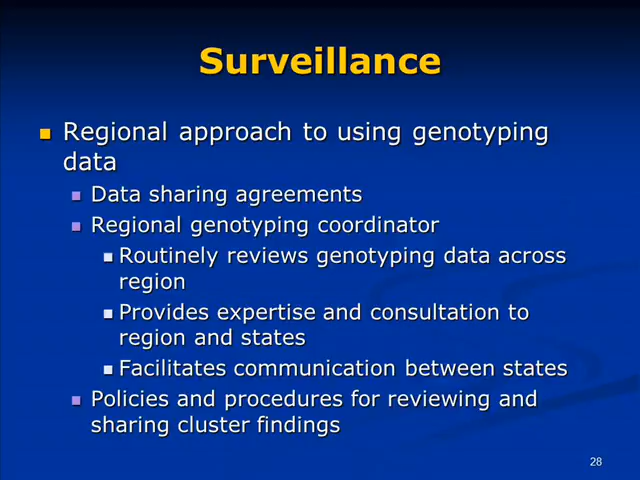 Surveillance
Regional approach to using genotyping
data
Data sharing agreements
Regional genotyping coordinator
Routinely reviews genotyping data across
region
Provides expertise and consultation to
region and states
Facilitates communication between states
Policies and procedures for reviewing and
sharing cluster findings
28